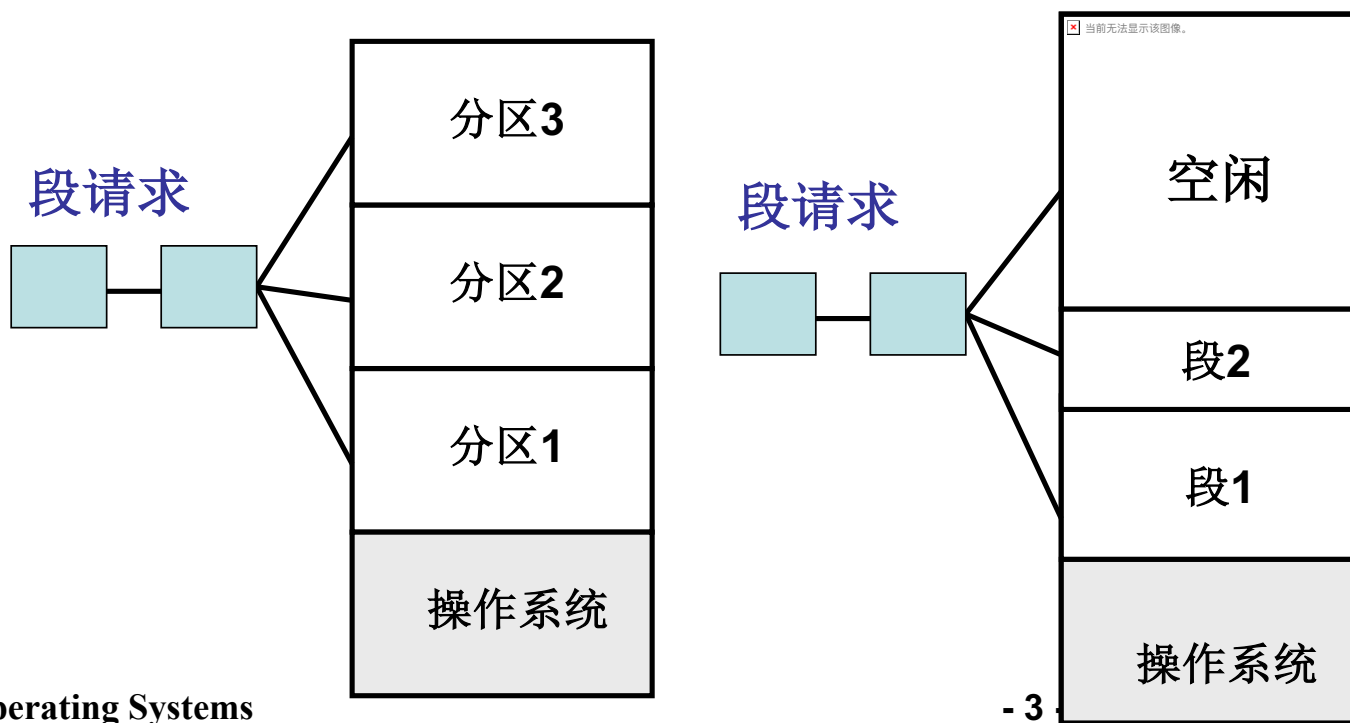 段请求
分区3
分区2
分区1
操作系统
当前无法显示该图像。
段请求
空闲
段2
段1
操作系统
perating Systems
- 3 -